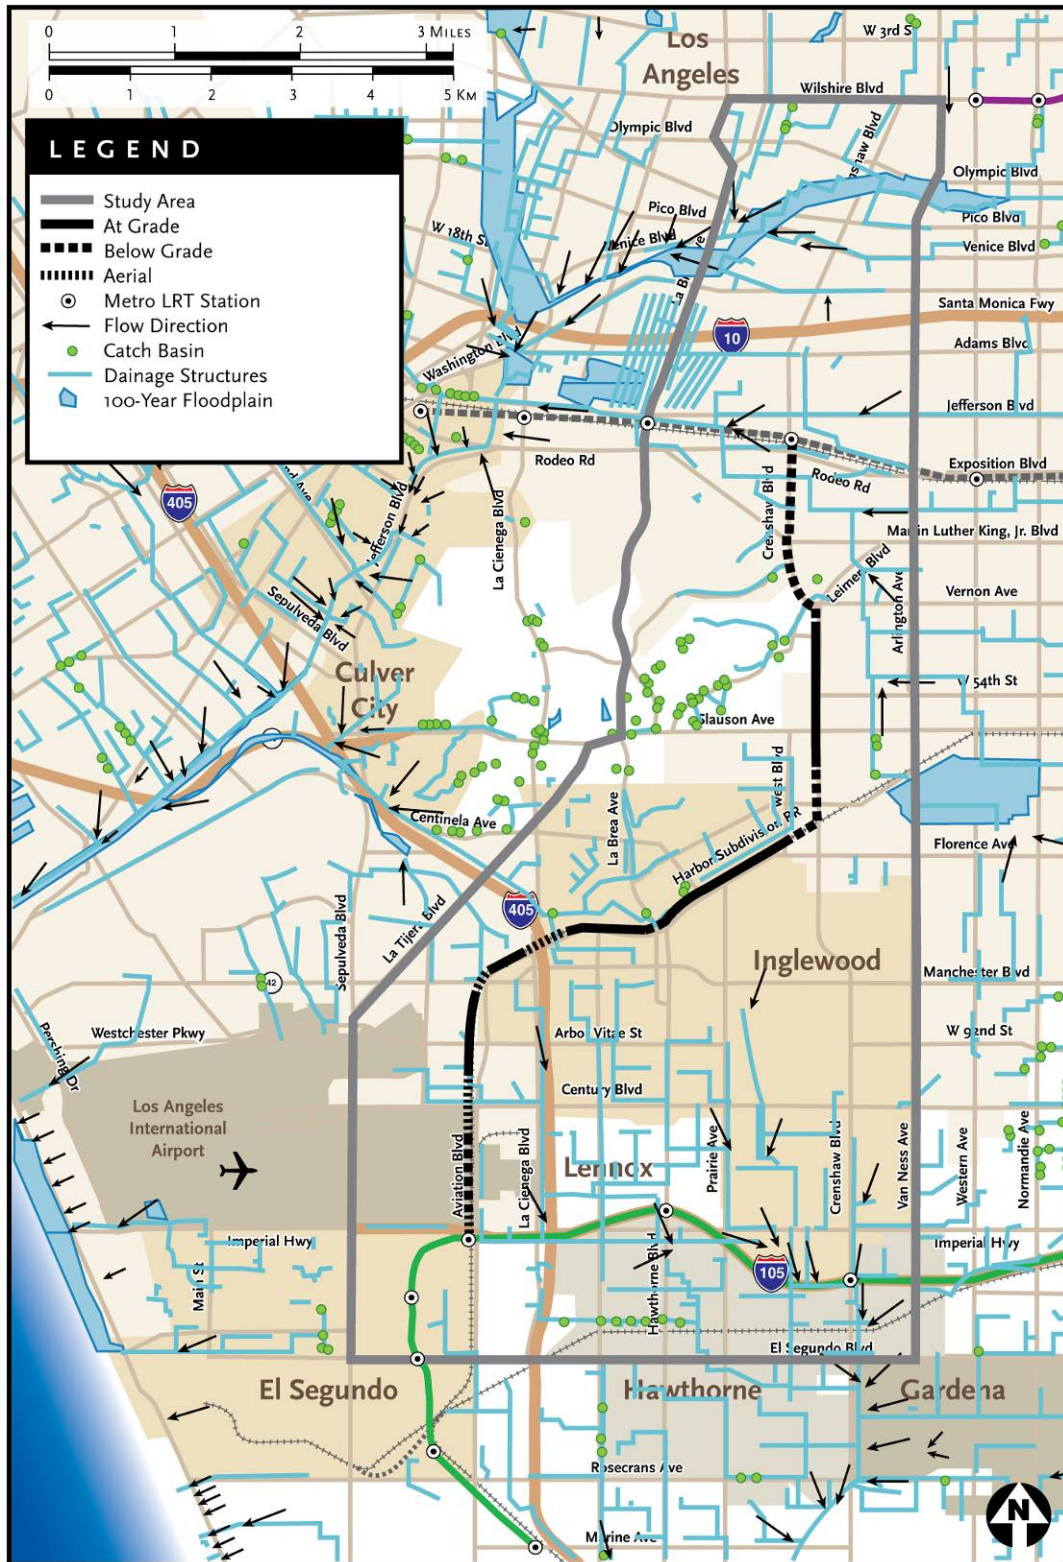 0 1 2 3 MILES
0 1 2 3 4 5 KM
LEGEND
Study Area
At Grade
Below Grade
Aerial
Metro LRT Station
Flow Direction
Catch Basin
Dainage Structures
100-Year Floodplain
Los
Angeles
W 3rd S
Wilshire Blvd
Olympic Blvd
nshaw Blvd
Olympic Blvd
Pico Blvd
Pico Blvd
W 18th St
Venice Blvd
Venice Blvd
La B
ve
Santa Monica Fwy
10
Washington Blvd
Adams Blvd
Jefferson Blvd
Rodeo Rd
Rodeo Rd
Exposition Blvd
405
nd Ave
Jefferson Blvd
La Cienega Blvd
Crenshaw Blvd
Martin Luther King, Jr. Blvd
Leimert Blvd
Arlington Ave
Vernon Ave
Sepulveda Blvd
Culver
City
W 54th St
Slauson Ave
West Blvd
Centinela Ave
La Brea Ave
Harbor Subdivision RR
Florence Ave
405
Sepulveda Blvd
La Tijera Blvd
Inglewood
Manchester Blvd
42
Pershing Dr
Westchester Pkwy
Arbor Vitae St
W 92nd St
Century Blvd
Los Angeles
International
Airport
Aviation Blvd
La Cienega Blvd
Lennox
Prairie Ave
Crenshaw Blvd
Van Ness Ave
Western Ave
Normandie Ave
Imperial Hwy
Main St
Hawthorne Blvd
105
Imperial Hwy
El Segundo Blvd
El Segundo
Hawthorne
Gardena
Rosecrans Ave
Marine Ave
N